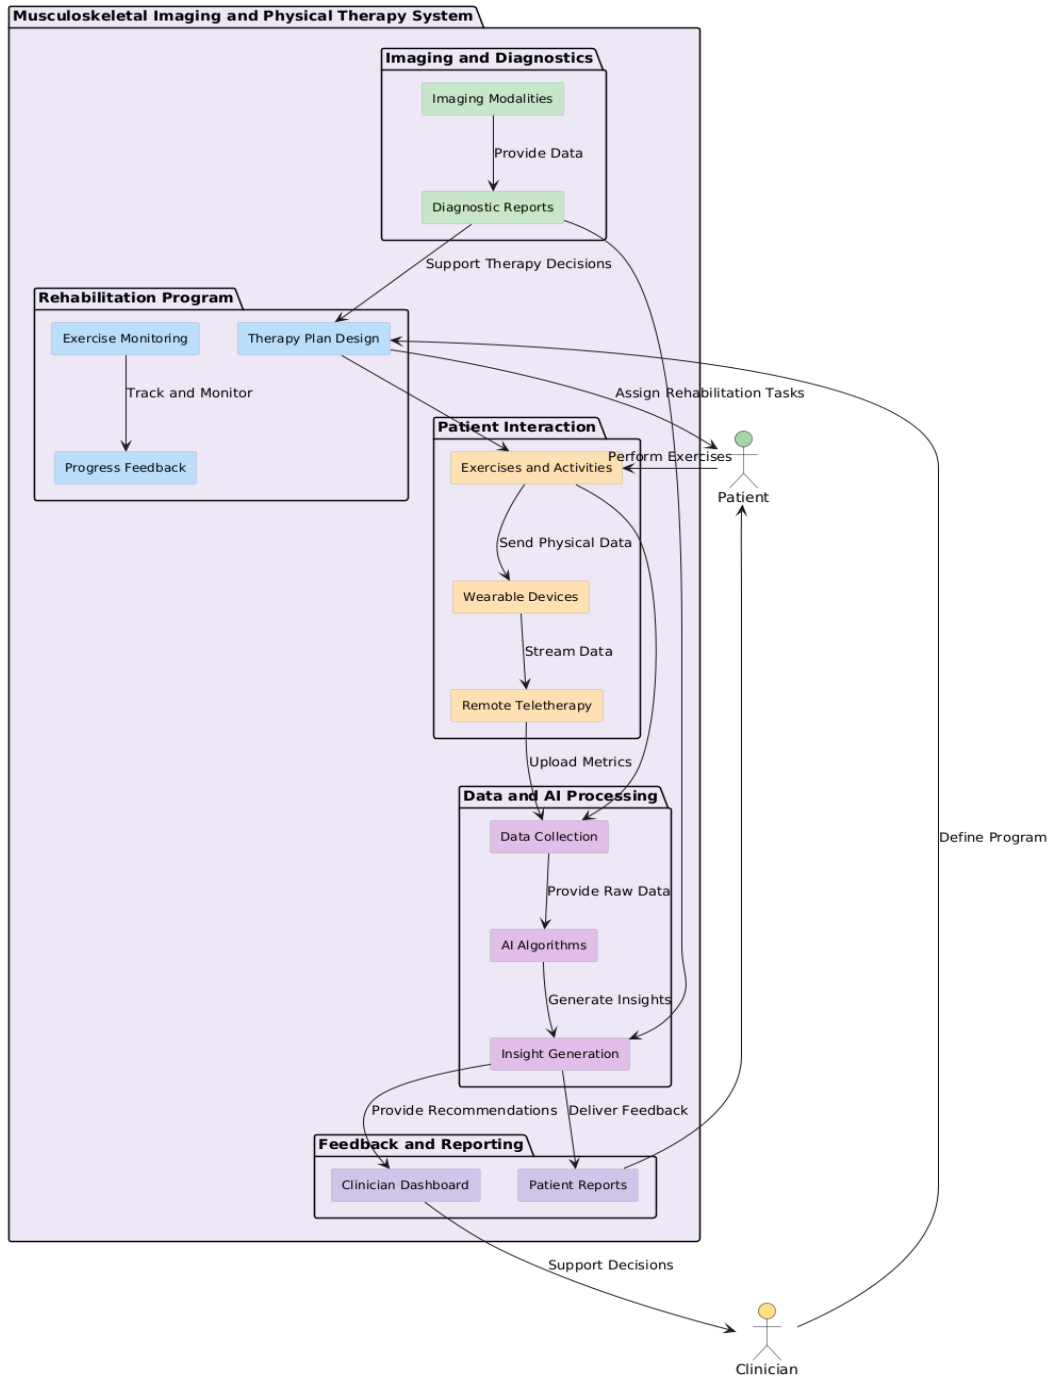 Musculoskeletal Imaging and Physical Therapy System
Imaging and Diagnostics
Imaging Modalities
Provide Data
Diagnostic Reports
Support Therapy Decisions
Rehabilitation Program
Exercise Monitoring
Therapy Plan Design
Track and Monitor
Assign Rehabilitation Tasks
Patient Interaction
Perform Exercises
Progress Feedback
Exercises and Activities
Patient
Send Physical Data
Wearable Devices
Stream Data
Remote Teletherapy
Upload Metrics
Data and AI Processing
Data Collection
Define Program
Provide Raw Data
AI Algorithms
Generate Insights
Insight Generation
Provide Recommendations
Deliver Feedback
Feedback and Reporting
Clinician Dashboard
Patient Reports
Support Decisions
Clinician